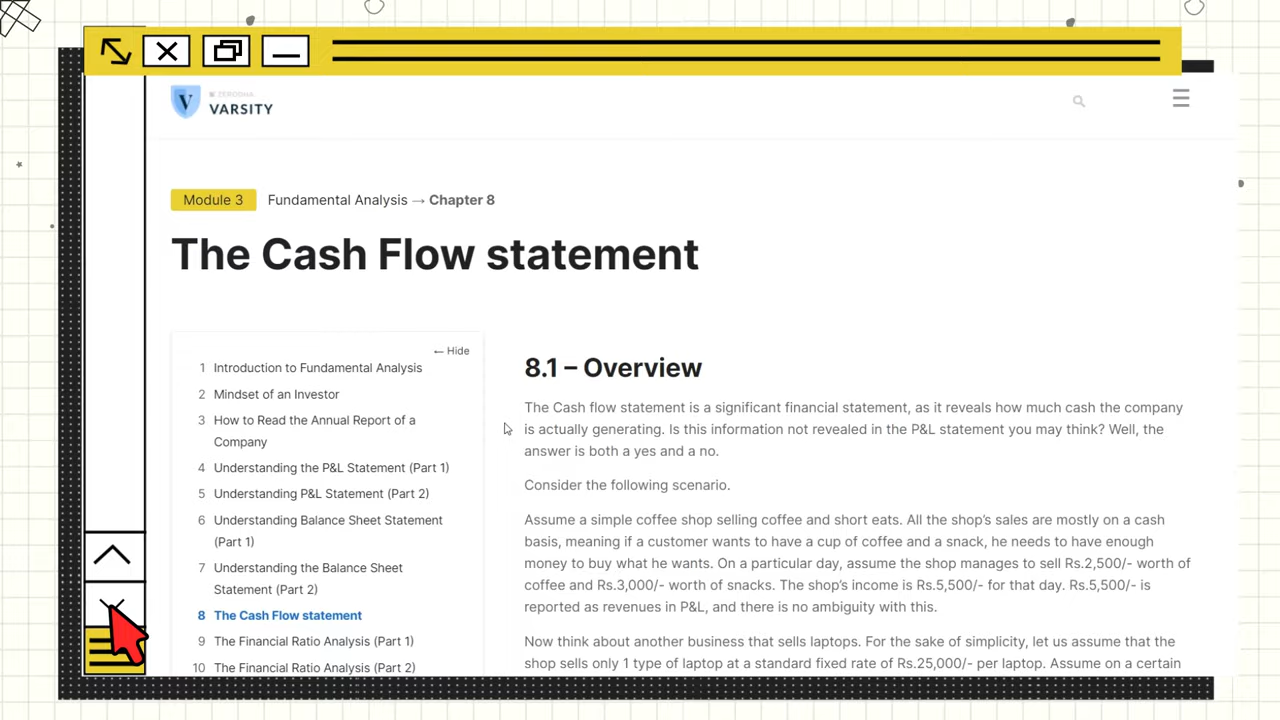 ZERODHA
VARSITY
Module 3 Fundamental Analysis → Chapter 8
The Cash Flow statement
← Hide
1 Introduction to Fundamental Analysis
2 Mindset of an Investor
3 How to Read the Annual Report of a
Company
4 Understanding the P&L Statement (Part 1)
5 Understanding P&L Statement (Part 2)
6 Understanding Balance Sheet Statement
(Part 1)
7 Understanding the Balance Sheet
Statement (Part 2)
8 The Cash Flow statement
9 The Financial Ratio Analysis (Part 1)
10 The Financial Ratio Analysis (Part 2)
8.1 – Overview
The Cash flow statement is a significant financial statement, as it reveals how much cash the company
is actually generating. Is this information not revealed in the P&L statement you may think? Well, the
answer is both a yes and a no.
Consider the following scenario.
Assume a simple coffee shop selling coffee and short eats. All the shop’s sales are mostly on a cash
basis, meaning if a customer wants to have a cup of coffee and a snack, he needs to have enough
money to buy what he wants. On a particular day, assume the shop manages to sell Rs.2,500/- worth of
coffee and Rs.3,000/- worth of snacks. The shop’s income is Rs.5,500/- for that day. Rs.5,500/- is
reported as revenues in P&L, and there is no ambiguity with this.
Now think about another business that sells laptops. For the sake of simplicity, let us assume that the
shop sells only 1 type of laptop at a standard fixed rate of Rs.25,000/- per laptop. Assume on a certain